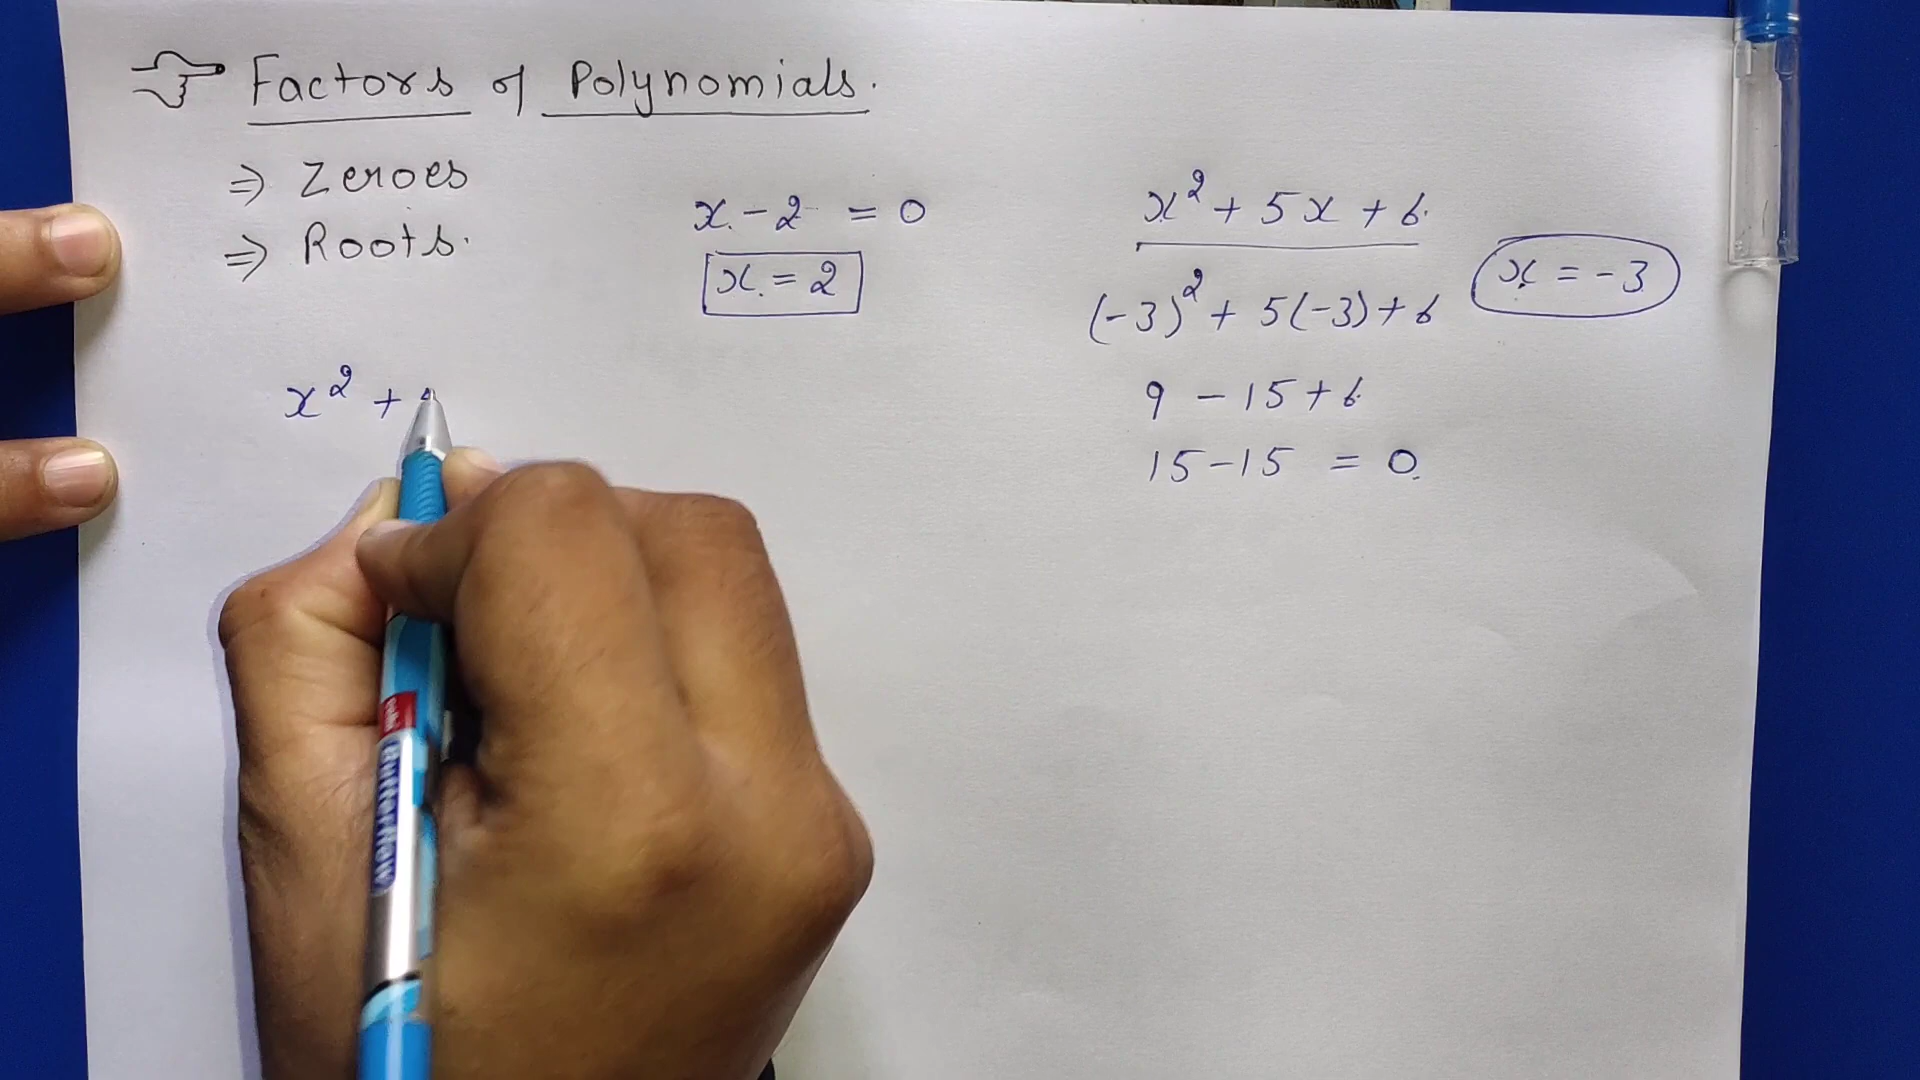 Factors of Polynomials.
⇒ Zeroes
⇒ Roots.
x - 2 = 0
x = 2
x² + 5x + 6
x = -3
(-3)² + 5(-3) + 6
9 - 15 + 6
15 - 15 = 0
x² +
Butterflow